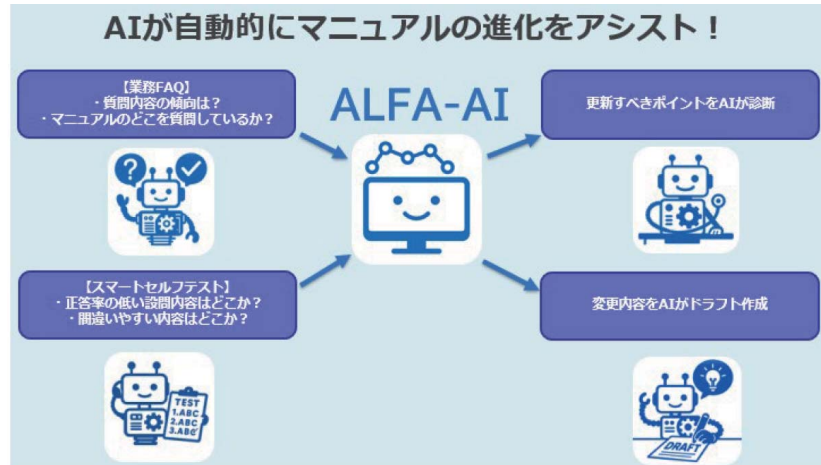 AIが自動的にマニュアルの進化をアシスト！
【業務FAQ】
・質問内容の傾向は？
・マニュアルのどこを質問しているか？
ALFA-AI
更新すべきポイントをAIが診断
?
【スマートセルフテスト】
・正答率の低い設問内容はどこか？
・間違いやすい内容はどこか？
変更内容をAIがドラフト作成
TEST
1.ABC
2.ABC
3.ABC
DRAFT